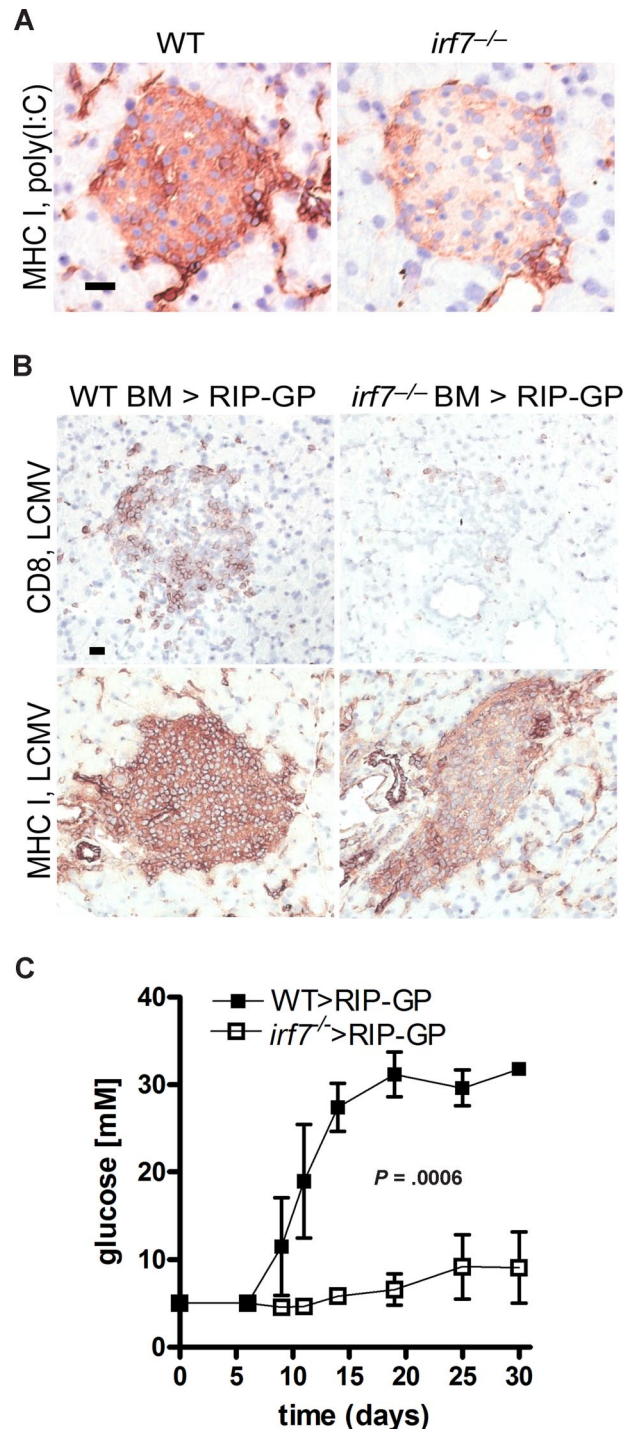 A
WT
irf7–/–
MHC I, poly(I:C)
B
WT BM > RIP-GP
irf7–/– BM > RIP-GP
CD8, LCMV
MHC I, LCMV
C
WT>RIP-GP
irf7-/->RIP-GP
40
30
20
10
0
glucose [mM]
P = .0006
0 5 10 15 20 25 30
time (days)